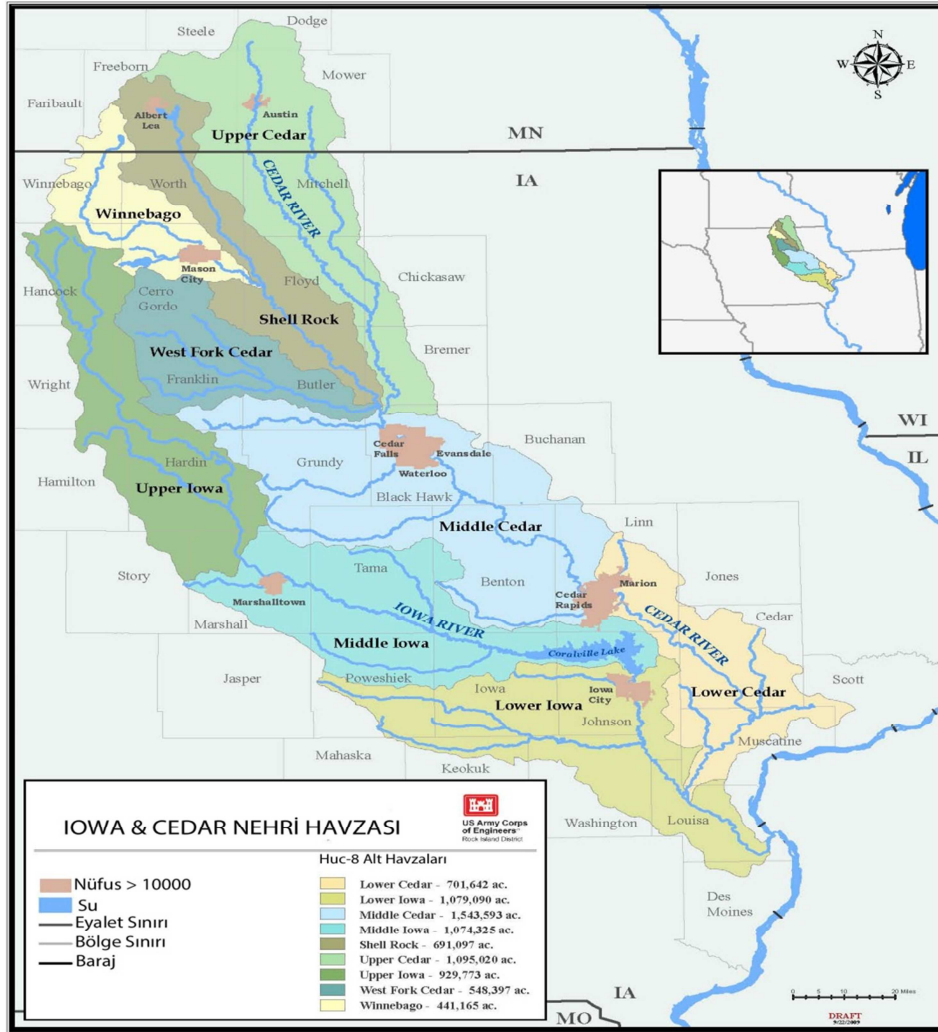 Dodge
Steele
Freeborn
Mower
Faribault
Albert
Lea
Austin
Upper Cedar
MN
IA
Winnebago
Worth
CEDAR RIVER
Mitchell
Winnebago
Mason
City
Hancock
Cerro
Gordo
Floyd
Chickasaw
Shell Rock
West Fork Cedar
Bremer
Wright
Franklin
Butler
WI
IL
Cedar
Falls
Evansdale
Waterloo
Buchanan
Grundy
Hardin
Hamilton
Upper Iowa
Black Hawk
Middle Cedar
Linn
Story
Tama
Benton
Marion
Jones
Cedar
Rapids
Marshalltown
Marshall
IOWA RIVER
CEDAR RIVER
Cedar
Middle Iowa
Coralville Lake
Jasper
Poweshiek
Iowa
Iowa
City
Lower Iowa
Lower Cedar
Scott
Johnson
Muscatine
Mahaska
Keokuk
Washington
Louisa
Des
Moines
IA
MO
N
W
E
S
IOWA & CEDAR NEHRİ HAVZASI
US Army Corps
of Engineers
Rock Island District
Nüfus > 10000
Su
Eyalet Sınırı
Bölge Sınırı
Baraj
Huc-8 Alt Havzaları
Lower Cedar - 701,642 ac.
Lower Iowa - 1,079,090 ac.
Middle Cedar - 1,543,593 ac.
Middle Iowa - 1,074,325 ac.
Shell Rock - 691,097 ac.
Upper Cedar - 1,095,020 ac.
Upper Iowa - 929,773 ac.
West Fork Cedar - 548,397 ac.
Winnebago - 441,165 ac.
0 5 10 20 Miles
DRAFT
9/22/2009